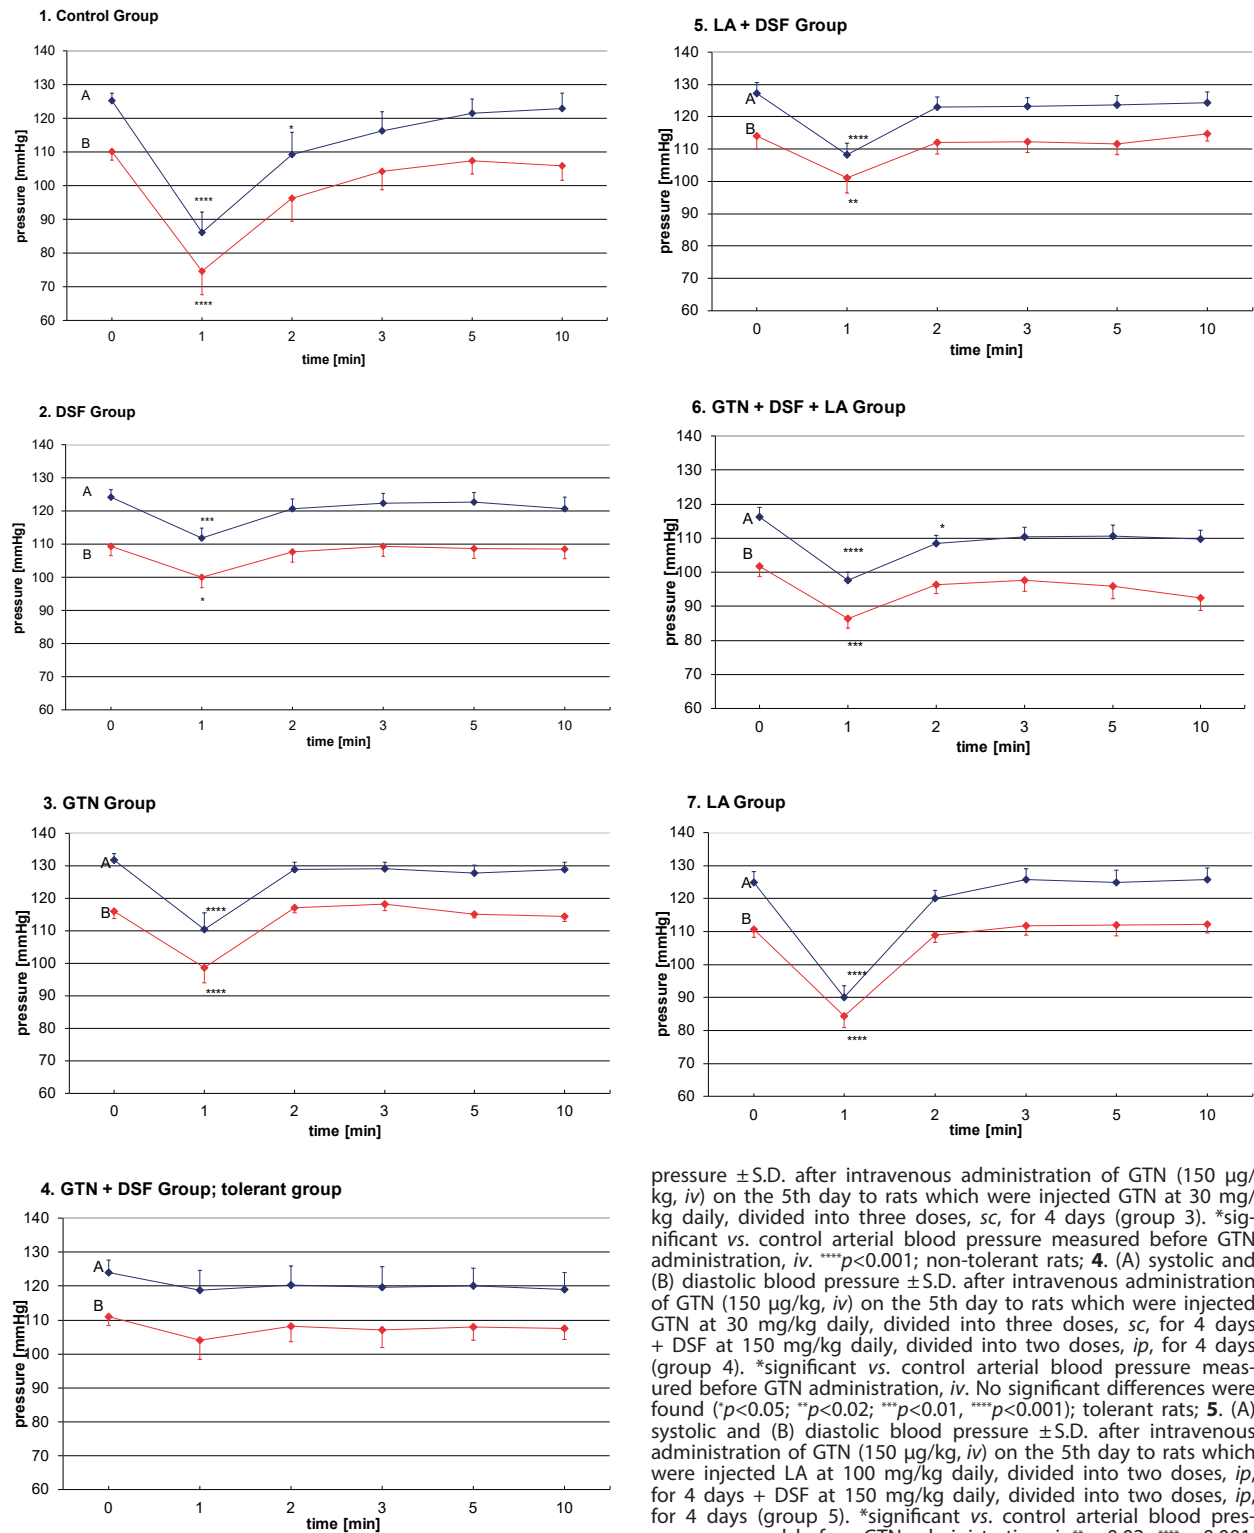 1. Control Group
140
130
120
110
100
90
80
70
60
pressure [mmHg]
A
B
****
****
*
0 1 2 3 5 10
time [min]
2. DSF Group
140
130
120
110
100
90
80
70
60
pressure [mmHg]
A
B
***
*
0 1 2 3 5 10
time [min]
3. GTN Group
140
130
120
110
100
90
80
70
60
pressure [mmHg]
A
B
****
****
0 1 2 3 5 10
time [min]
4. GTN + DSF Group; tolerant group
140
130
120
110
100
90
80
70
60
pressure [mmHg]
A
B
0 1 2 3 5 10
time [min]
5. LA + DSF Group
140
130
120
110
100
90
80
70
60
pressure [mmHg]
A
B
****
**
0 1 2 3 5 10
time [min]
6. GTN + DSF + LA Group
140
130
120
110
100
90
80
70
60
pressure [mmHg]
A
B
****
***
*
0 1 2 3 5 10
time [min]
7. LA Group
140
130
120
110
100
90
80
70
60
pressure [mmHg]
A
B
****
****
0 1 2 3 5 10
time [min]
pressure ± S.D. after intravenous administration of GTN (150 µg/
kg, iv) on the 5th day to rats which were injected GTN at 30 mg/
kg daily, divided into three doses, sc, for 4 days (group 3). *sig-
nificant vs. control arterial blood pressure measured before GTN
administration, iv. ****p<0.001; non-tolerant rats; 4. (A) systolic and
(B) diastolic blood pressure ± S.D. after intravenous administration
of GTN (150 µg/kg, iv) on the 5th day to rats which were injected
GTN at 30 mg/kg daily, divided into three doses, sc, for 4 days
+ DSF at 150 mg/kg daily, divided into two doses, ip, for 4 days
(group 4). *significant vs. control arterial blood pressure meas-
ured before GTN administration, iv. No significant differences were
found (*p<0.05; **p<0.02; ***p<0.01, ****p<0.001); tolerant rats; 5. (A)
systolic and (B) diastolic blood pressure ± S.D. after intravenous
administration of GTN (150 µg/kg, iv) on the 5th day to rats which
were injected LA at 100 mg/kg daily, divided into two doses, ip,
for 4 days + DSF at 150 mg/kg daily, divided into two doses, ip,
for 4 days (group 5). *significant vs. control arterial blood pres-